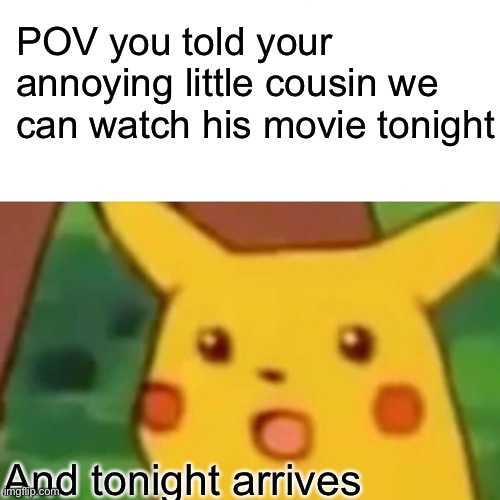 POV you told your
annoying little cousin we
can watch his movie tonight
And tonight arrives
imgflip.com